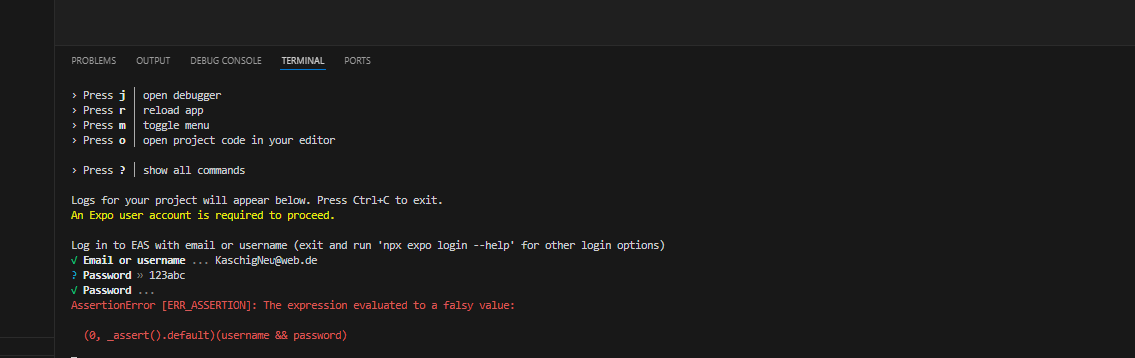 PROBLEMS OUTPUT DEBUG CONSOLE TERMINAL PORTS
› Press j │ open debugger
› Press r │ reload app
› Press m │ toggle menu
› Press o │ open project code in your editor
› Press ? │ show all commands
Logs for your project will appear below. Press Ctrl+C to exit.
An Expo user account is required to proceed.
Log in to EAS with email or username (exit and run 'npx expo login --help' for other login options)
√ Email or username ... KaschigNeu@web.de
? Password » 123abc
√ Password ...
AssertionError [ERR_ASSERTION]: The expression evaluated to a falsy value:
(0, _assert().default)(username && password)